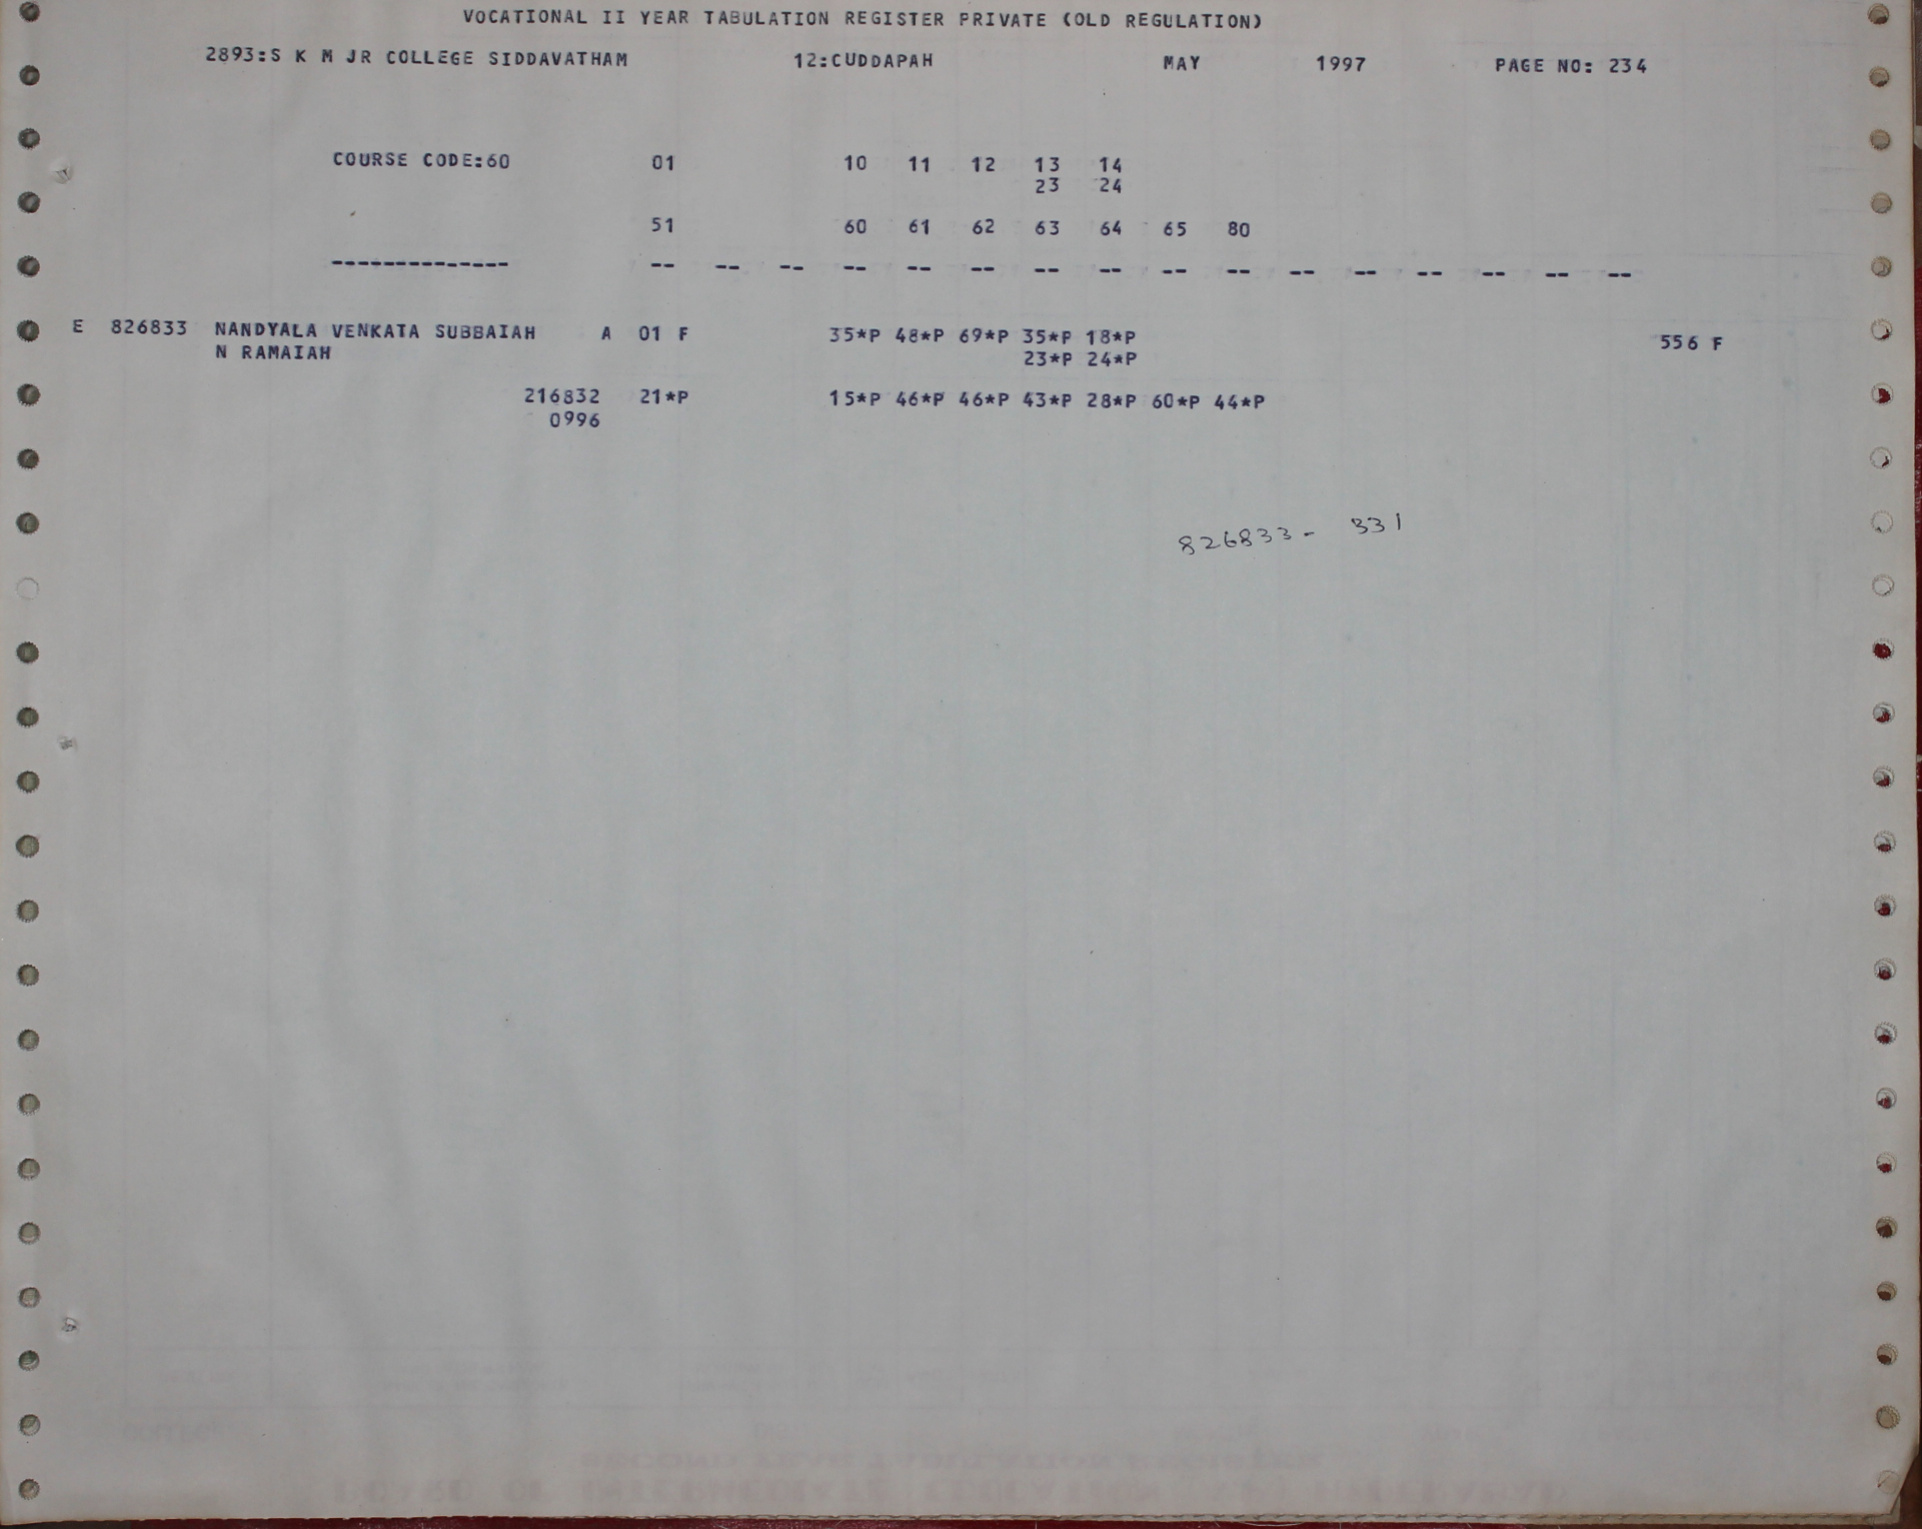 VOCATIONAL II YEAR TABULATION REGISTER PRIVATE (OLD REGULATION)
2893:S K M JR COLLEGE SIDDAVATHAM 12:CUDDAPAH MAY 1997 PAGE NO: 234
COURSE CODE:60 01 10 11 12 13 14
23 24
51 60 61 62 63 64 65 80
-------------- -- -- -- -- -- -- -- -- -- -- -- -- -- -- -- --
E 826833 NANDYALA VENKATA SUBBAIAH A 01 F 35*P 48*P 69*P 35*P 18*P 556 F
N RAMAIAH 23*P 24*P
216832 21*P 15*P 46*P 46*P 43*P 28*P 60*P 44*P
0996
826833- 331